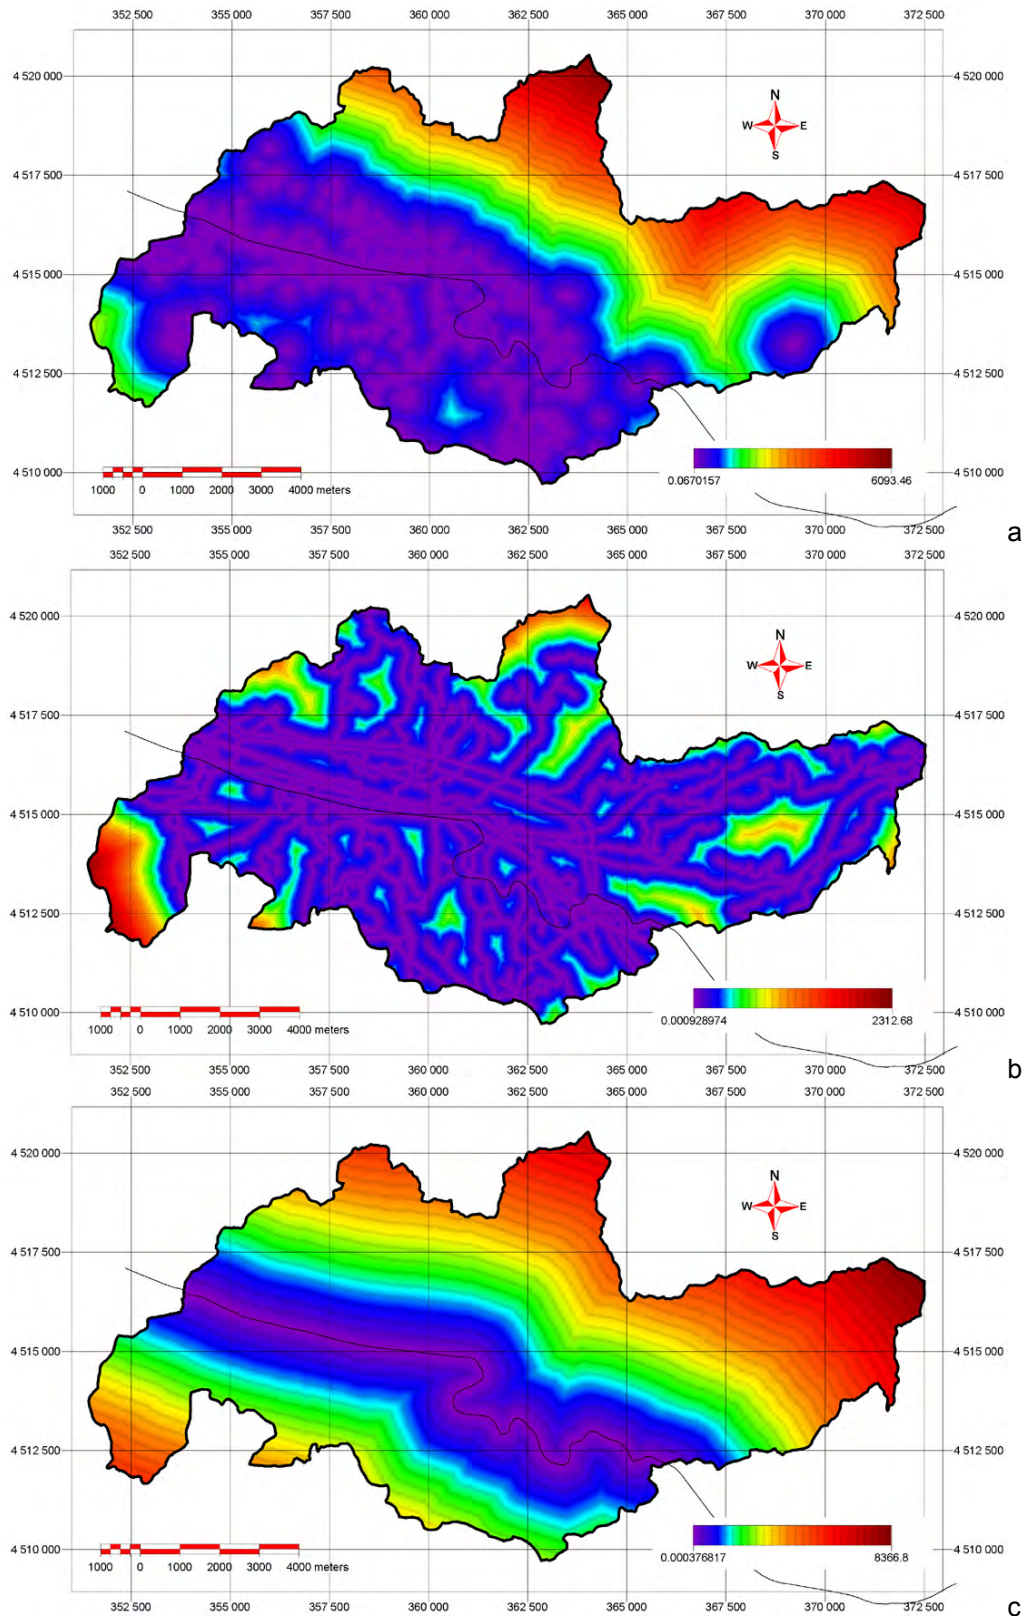 352 500 355 000 357 500 360 000 362 500 365 000 367 500 370 000 372 500
4 520 000 4 520 000
N
W E
S
4 517 500 4 517 500
4 515 000 4 515 000
4 512 500 4 512 500
4 510 000 0.0670157 6093.46 4 510 000
1000 0 1000 2000 3000 4000 meters
352 500 355 000 357 500 360 000 362 500 365 000 367 500 370 000 372 500
a
352 500 355 000 357 500 360 000 362 500 365 000 367 500 370 000 372 500
4 520 000 4 520 000
N
W E
S
4 517 500 4 517 500
4 515 000 4 515 000
4 512 500 4 512 500
4 510 000 0.000928974 2312.68 4 510 000
1000 0 1000 2000 3000 4000 meters
352 500 355 000 357 500 360 000 362 500 365 000 367 500 370 000 372 500
b
352 500 355 000 357 500 360 000 362 500 365 000 367 500 370 000 372 500
4 520 000 4 520 000
N
W E
S
4 517 500 4 517 500
4 515 000 4 515 000
4 512 500 4 512 500
4 510 000 0.000376817 8366.8 4 510 000
1000 0 1000 2000 3000 4000 meters
352 500 355 000 357 500 360 000 362 500 365 000 367 500 370 000 372 500
c